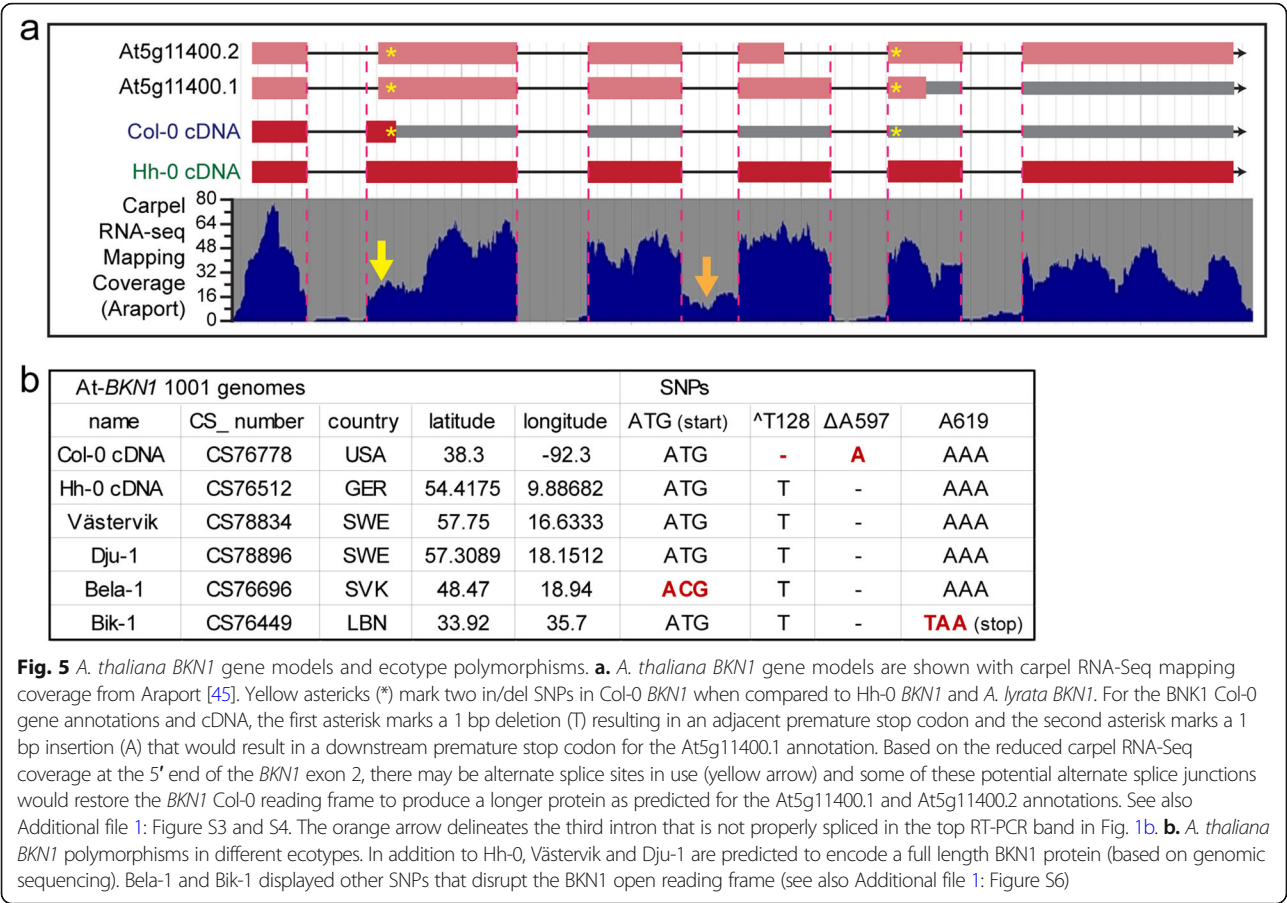 a
At5g11400.2
*
*
At5g11400.1
*
*
Col-0 cDNA
*
*
Hh-0 cDNA
Carpel
RNA-seq
Mapping
Coverage
(Araport)
80
64
48
32
16
0
b
At-BKN1 1001 genomes SNPs
name CS_ number country latitude longitude ATG (start) ^T128 ΔA597 A619
Col-0 cDNA CS76778 USA 38.3 -92.3 ATG - A AAA
Hh-0 cDNA CS76512 GER 54.4175 9.88682 ATG T - AAA
Västervik CS78834 SWE 57.75 16.6333 ATG T - AAA
Dju-1 CS78896 SWE 57.3089 18.1512 ATG T - AAA
Bela-1 CS76696 SVK 48.47 18.94 ACG T - AAA
Bik-1 CS76449 LBN 33.92 35.7 ATG T - TAA (stop)
Fig. 5 A. thaliana BKN1 gene models and ecotype polymorphisms. a. A. thaliana BKN1 gene models are shown with carpel RNA-Seq mapping
coverage from Araport [45]. Yellow astericks (*) mark two in/del SNPs in Col-0 BKN1 when compared to Hh-0 BKN1 and A. lyrata BKN1. For the BNK1 Col-0
gene annotations and cDNA, the first asterisk marks a 1 bp deletion (T) resulting in an adjacent premature stop codon and the second asterisk marks a 1
bp insertion (A) that would result in a downstream premature stop codon for the At5g11400.1 annotation. Based on the reduced carpel RNA-Seq
coverage at the 5′ end of the BKN1 exon 2, there may be alternate splice sites in use (yellow arrow) and some of these potential alternate splice junctions
would restore the BKN1 Col-0 reading frame to produce a longer protein as predicted for the At5g11400.1 and At5g11400.2 annotations. See also
Additional file 1: Figure S3 and S4. The orange arrow delineates the third intron that is not properly spliced in the top RT-PCR band in Fig. 1b. b. A. thaliana
BKN1 polymorphisms in different ecotypes. In addition to Hh-0, Västervik and Dju-1 are predicted to encode a full length BKN1 protein (based on genomic
sequencing). Bela-1 and Bik-1 displayed other SNPs that disrupt the BKN1 open reading frame (see also Additional file 1: Figure S6)